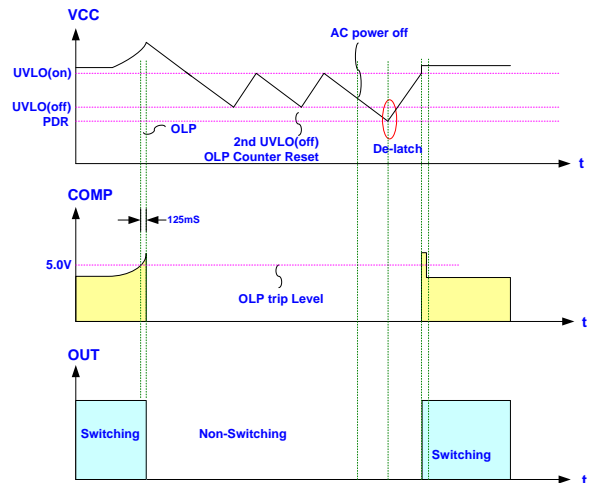 VCC
AC power off
UVLO(on)
UVLO(off)
PDR
OLP
2nd UVLO(off)
OLP Counter Reset
De-latch
t
COMP
125mS
5.0V
OLP trip Level
t
OUT
Switching
Non-Switching
Switching
t